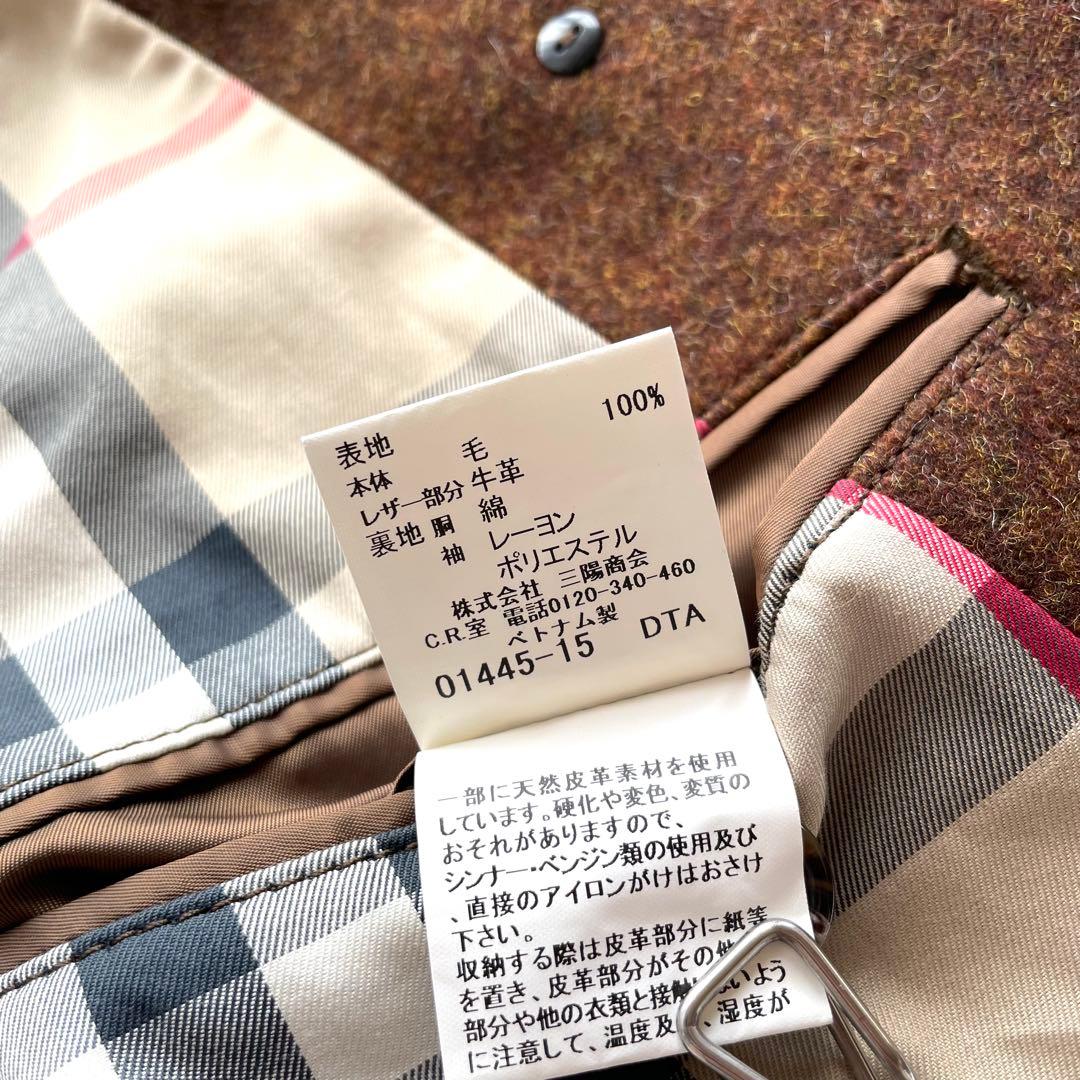 表地 100%
本体 毛
レザー部分 牛革
裏地 胴 綿
袖 レーヨン
ポリエステル
株式会社 三陽商会
C.R.室 電話0120-340-460
ベトナム製
01445-15 DTA
一部に天然皮革素材を使用
しています。硬化や変色、変質の
おそれがありますので、
シンナー・ベンジン類の使用及び
、直接のアイロンがけはおさけ
下さい。
収納する際は皮革部分に紙等
を置き、皮革部分がその他
部分や他の衣類と接触 ないよう
に注意して、温度及 、湿度が